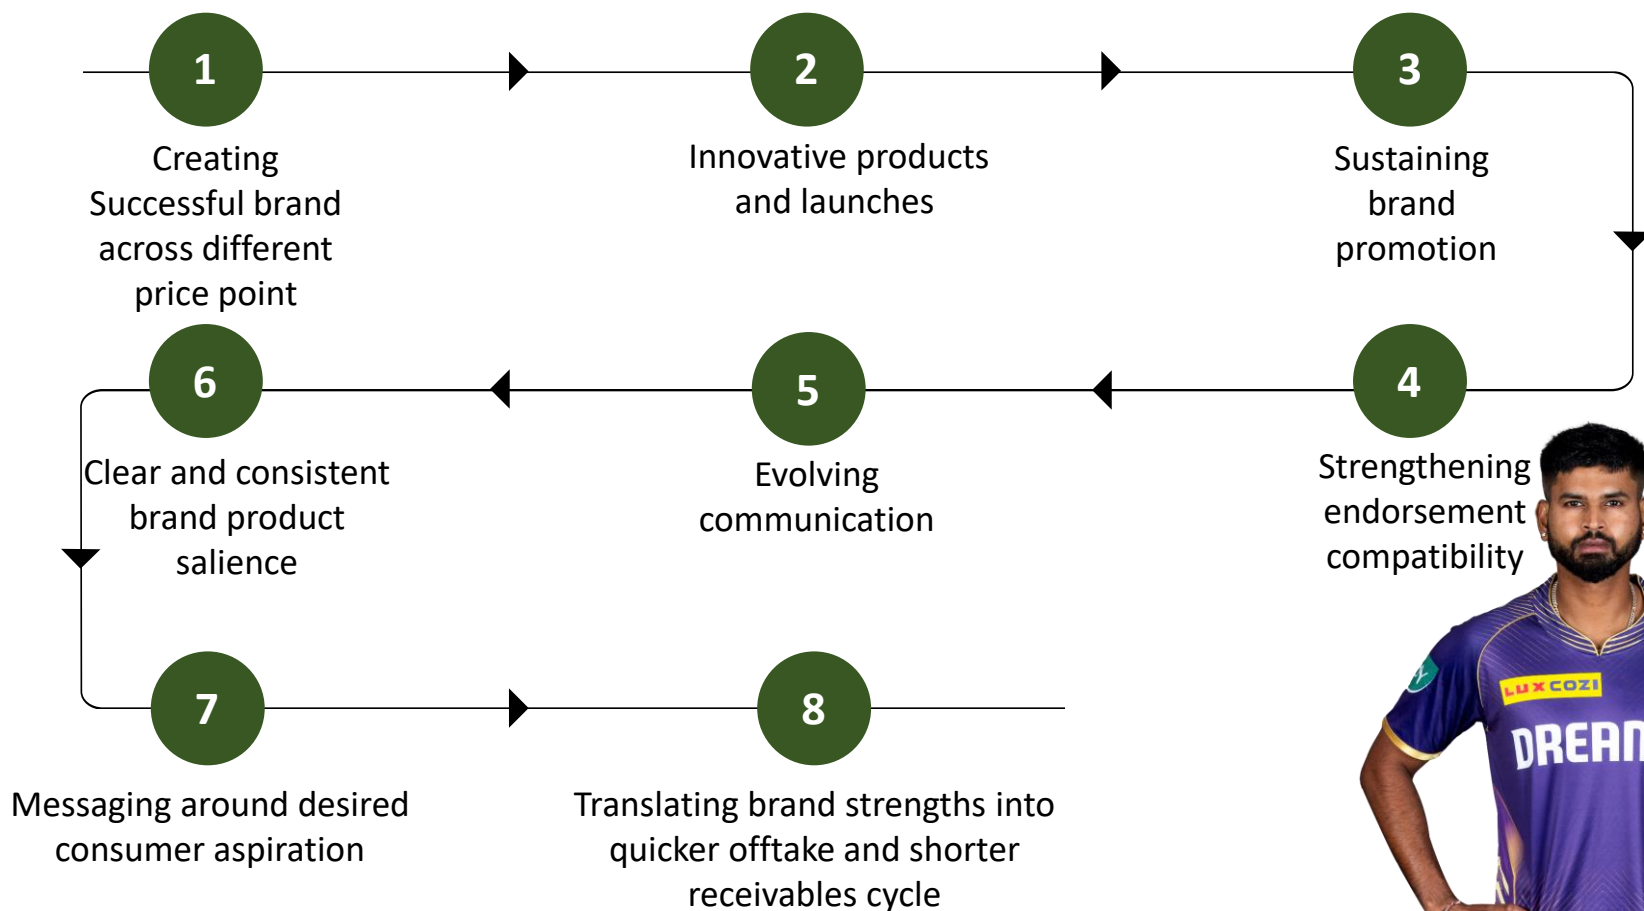 1
Creating
Successful brand
across different
price point
2
Innovative products
and launches
3
Sustaining
brand
promotion
4
Strengthening
endorsement
compatibility
5
Evolving
communication
6
Clear and consistent
brand product
salience
7
Messaging around desired
consumer aspiration
8
Translating brand strengths into
quicker offtake and shorter
receivables cycle
LUX COZI
DREAM